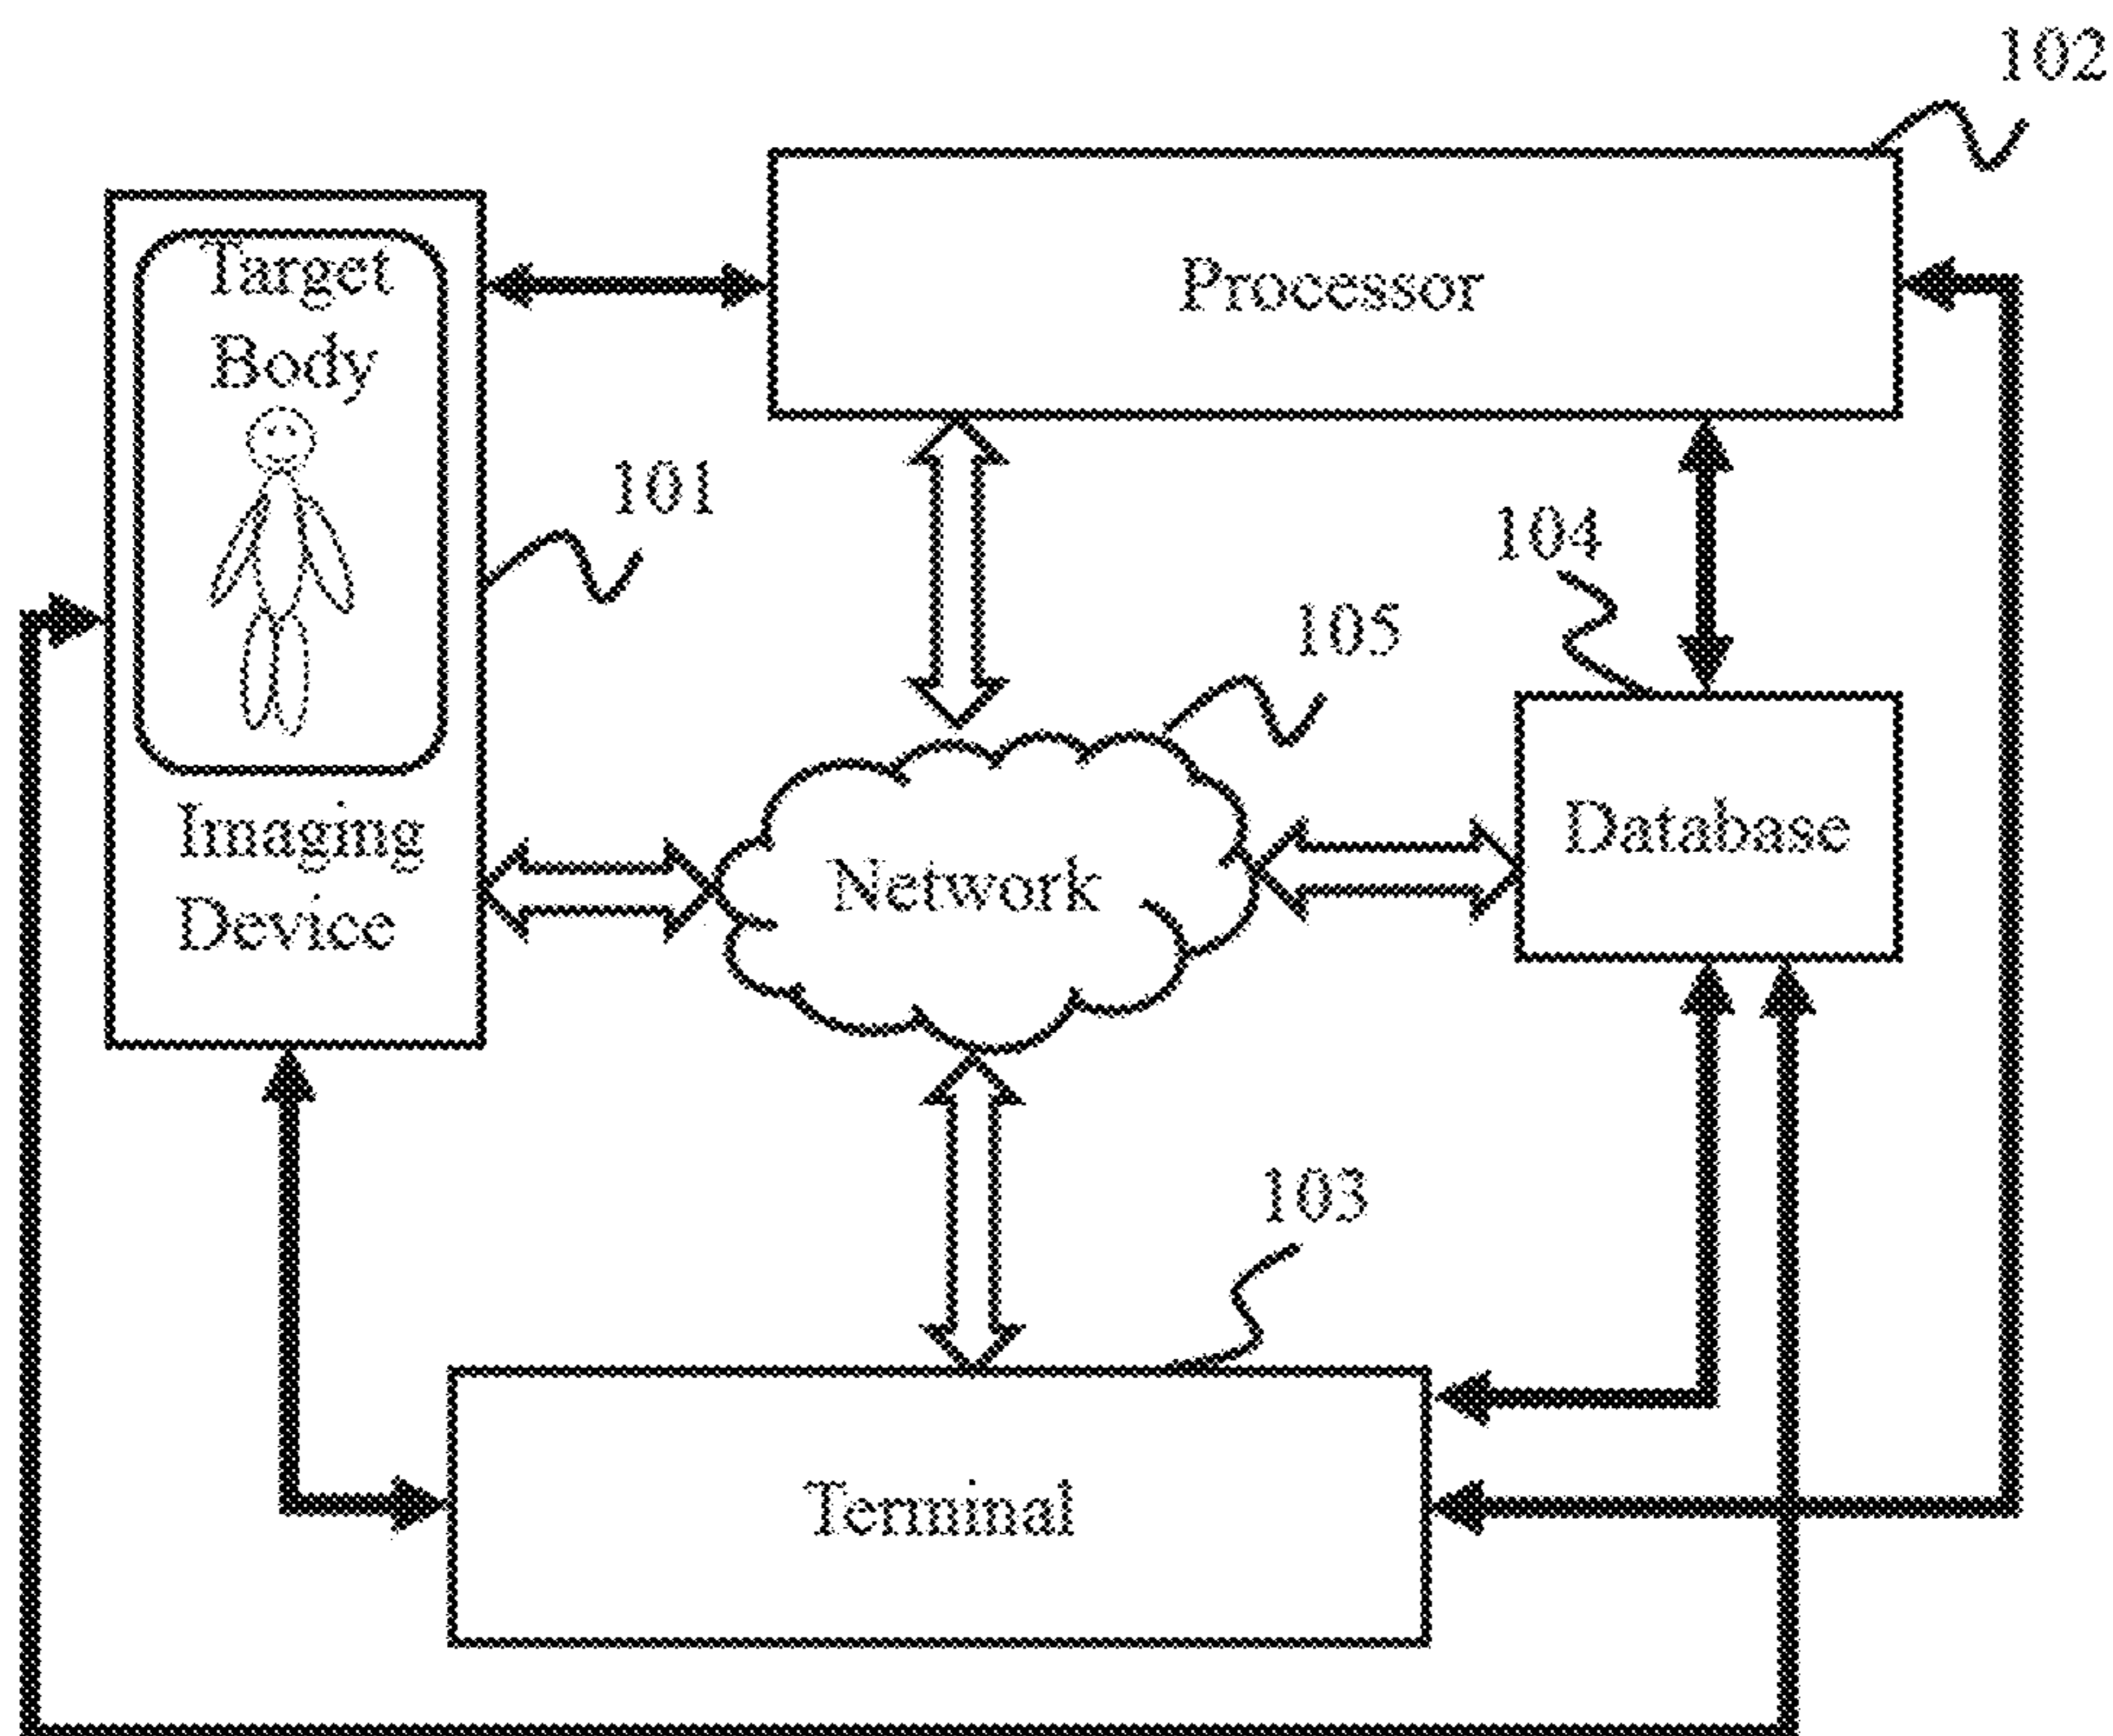 102
Target
Body
Processor
101
104
105
Imaging
Device
Network
Database
103
Terminal